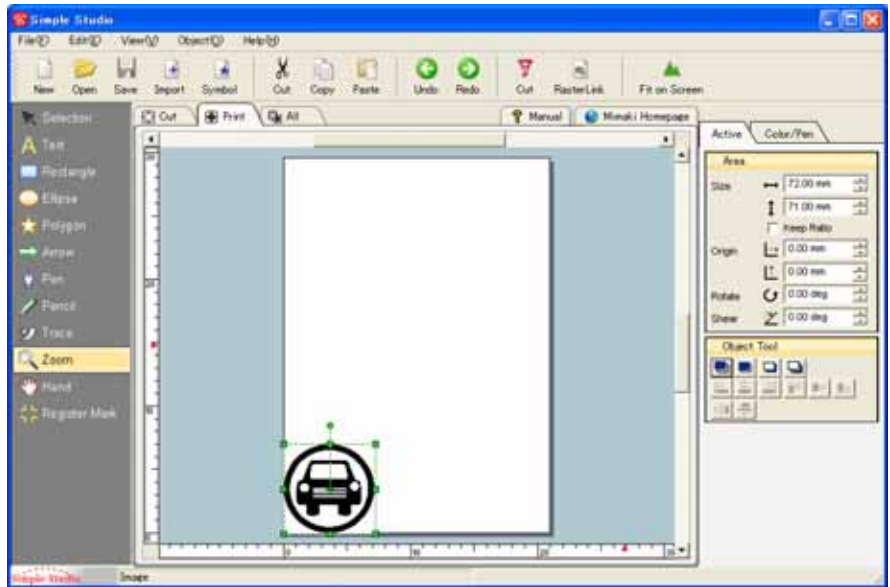 Simple Studio
File(F) Edit(E) View(V) Object(O) Help(H)
New Open Save Import Symbol Cut Copy Paste Undo Redo Cut RasterLink Fit on Screen
Selection
Text
Rectangle
Ellipse
Polygon
Arrow
Pen
Pencil
Trace
Zoom
Hand
Register Mark
Cut Print All Manual Mimaki Homepage
Active Color/Pen
Area
Size 72.00 mm
71.00 mm
Keep Ratio
Origin 0.00 mm
0.00 mm
Rotate 0.00 deg
Shear 0.00 deg
Object Tool
Simple Studio Image